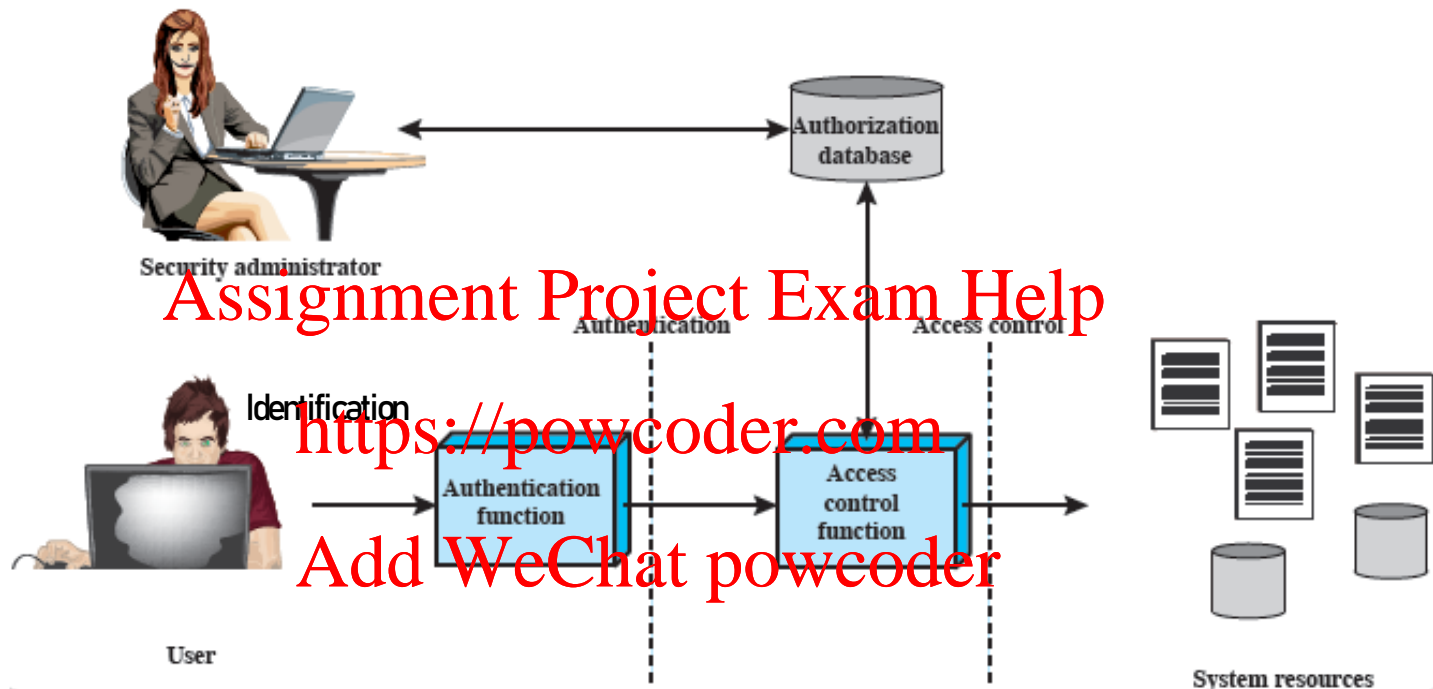 Authorization
database
Security administrator
Assignment Project Exam Help
Authentication
Access control
Identification
https://powcoder.com
Authentication
function
Access
control
function
Add WeChat powcoder
User
System resources